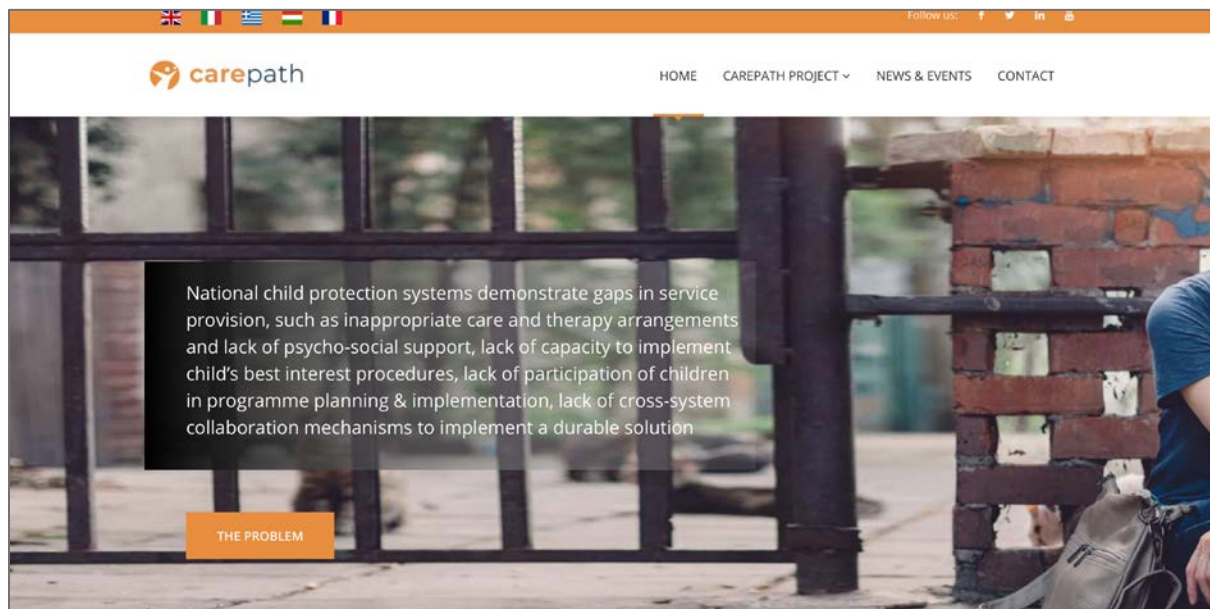 Follow us:
carepath
HOME CAREPATH PROJECT NEWS & EVENTS CONTACT
National child protection systems demonstrate gaps in service
provision, such as inappropriate care and therapy arrangements
and lack of psycho-social support, lack of capacity to implement
child’s best interest procedures, lack of participation of children
in programme planning & implementation, lack of cross-system
collaboration mechanisms to implement a durable solution
THE PROBLEM